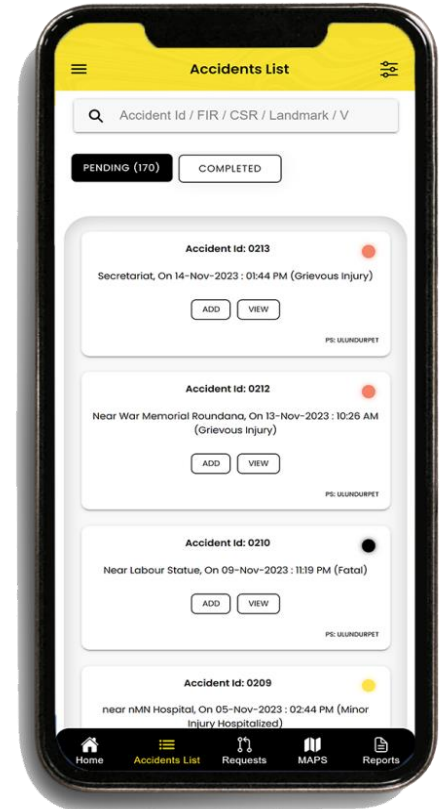 Accidents List
Accident Id / FIR / CSR / Landmark / V
PENDING (170)
COMPLETED
Accident Id: 0213
Secretariat, On 14-Nov-2023 : 01:44 PM (Grievous Injury)
ADD
VIEW
PS: ULUNDURPET
Accident Id: 0212
Near War Memorial Roundana, On 13-Nov-2023 : 10:26 AM
(Grievous Injury)
ADD
VIEW
PS: ULUNDURPET
Accident Id: 0210
Near Labour Statue, On 09-Nov-2023 : 11:19 PM (Fatal)
ADD
VIEW
PS: ULUNDURPET
Accident Id: 0209
near nMN Hospital, On 05-Nov-2023 : 02:44 PM (Minor
Injury Hospitalized)
Home
Accidents List
Requests
MAPS
Reports